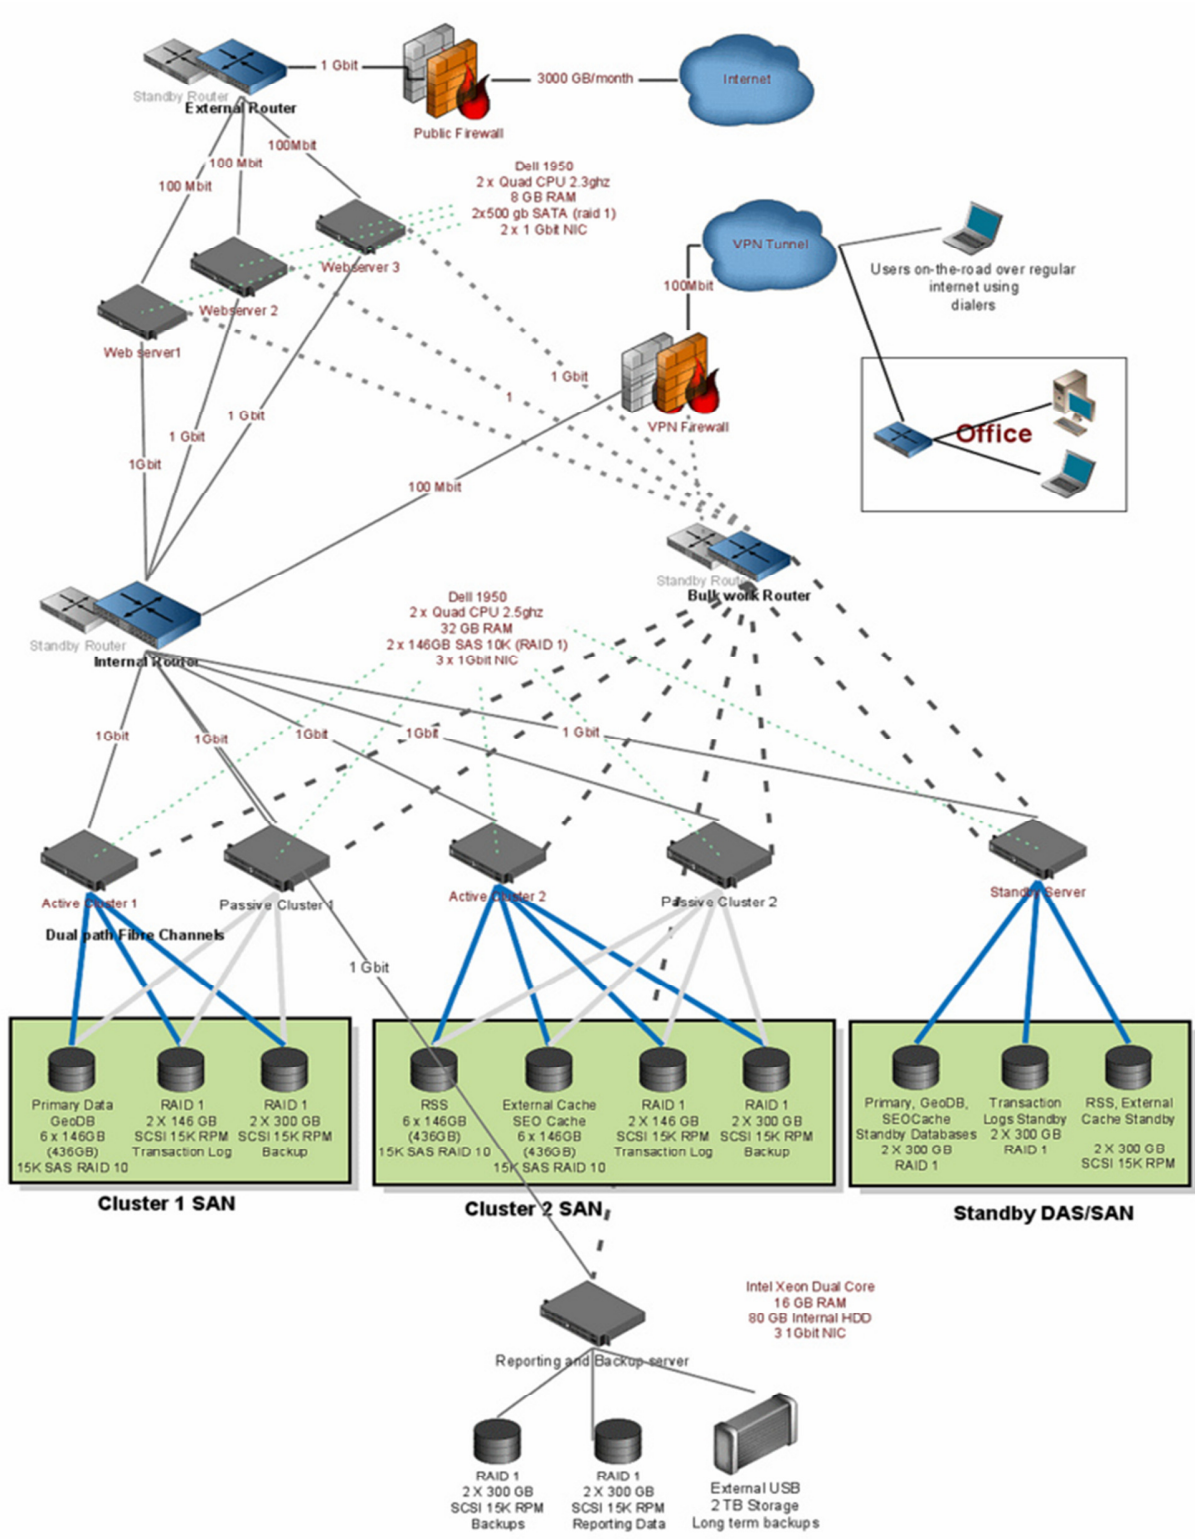 1 Gbit
3000 GB/month
Internet
Standby Router
External Router
Public Firewall
100Mbit
100 Mbit
100 Mbit
Dell 1950
2 x Quad CPU 2.3ghz
8 GB RAM
2x500 gb SATA (raid 1)
2 x 1 Gbit NIC
Webserver 3
Webserver 2
Web server1
VPN Tunnel
100Mbit
Users on-the-road over regular
internet using
dialers
1 Gbit
1
VPN Firewall
Office
1 Gbit
1 Gbit
1Gbit
100 Mbit
Standby Router
Bulk work Router
Standby Router
Internal Router
Dell 1950
2 x Quad CPU 2.5ghz
32 GB RAM
2 x 146GB SAS 10K (RAID 1)
3 x 1Gbit NIC
1Gbit
1Gbit
1Gbit
1Gbit
1 Gbit
Active Cluster 1
Passive Cluster 1
Active Cluster 2
Passive Cluster 2
Standby Server
Dual path Fibre Channels
1 Gbit
Primary Data
GeoDB
6 x 146GB
(436GB)
15K SAS RAID 10
RAID 1
2 X 146 GB
SCSI 15K RPM
Transaction Log
RAID 1
2 X 300 GB
SCSI 15K RPM
Backup
Cluster 1 SAN
RSS
6 x 146GB
(436GB)
15K SAS RAID 10
External Cache
SEO Cache
6 x 146GB
(436GB)
15K SAS RAID 10
RAID 1
2 X 146 GB
SCSI 15K RPM
Transaction Log
RAID 1
2 X 300 GB
SCSI 15K RPM
Backup
Cluster 2 SAN
Primary, GeoDB,
SEOCache
Standby Databases
2 X 300 GB
RAID 1
Transaction
Logs Standby
2 X 300 GB
RAID 1
RSS, External
Cache Standby
2 X 300 GB
SCSI 15K RPM
Standby DAS/SAN
Intel Xeon Dual Core
16 GB RAM
80 GB Internal HDD
3 1Gbit NIC
Reporting and Backup server
RAID 1
2 X 300 GB
SCSI 15K RPM
Backups
RAID 1
2 X 300 GB
SCSI 15K RPM
Reporting Data
External USB
2 TB Storage
Long term backups